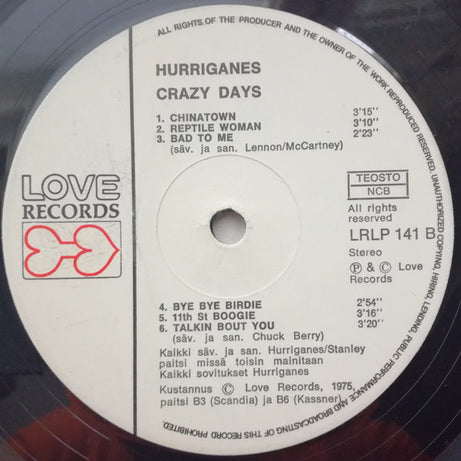 ALL RIGHTS OF THE PRODUCER AND THE OWNER OF THE WORK REPRODUCED RESERVED. UNAUTHORIZED COPYING, HIRING, LENDING, PUBLIC PERFORMANCE AND BROADCASTING OF THIS RECORD PROHIBITED.
HURRIGANES
CRAZY DAYS
1. CHINATOWN 3'15"
2. REPTILE WOMAN 3'10"
3. BAD TO ME 2'23"
(säv. ja san. Lennon/McCartney)
LOVE
RECORDS
TEOSTO
NCB
All rights
reserved
LRLP 141 B
Stereo
Ⓟ & © Love
Records
4. BYE BYE BIRDIE 2'54"
5. 11th St BOOGIE 3'16"
6. TALKIN BOUT YOU 3'20"
(säv. ja san. Chuck Berry)
Kaikki säv. ja san. Hurriganes/Stanley
paitsi missä toisin mainitaan
Kaikki sovitukset Hurriganes
Kustannus © Love Records, 1975,
paitsi B3 (Scandia) ja B6 (Kassner).